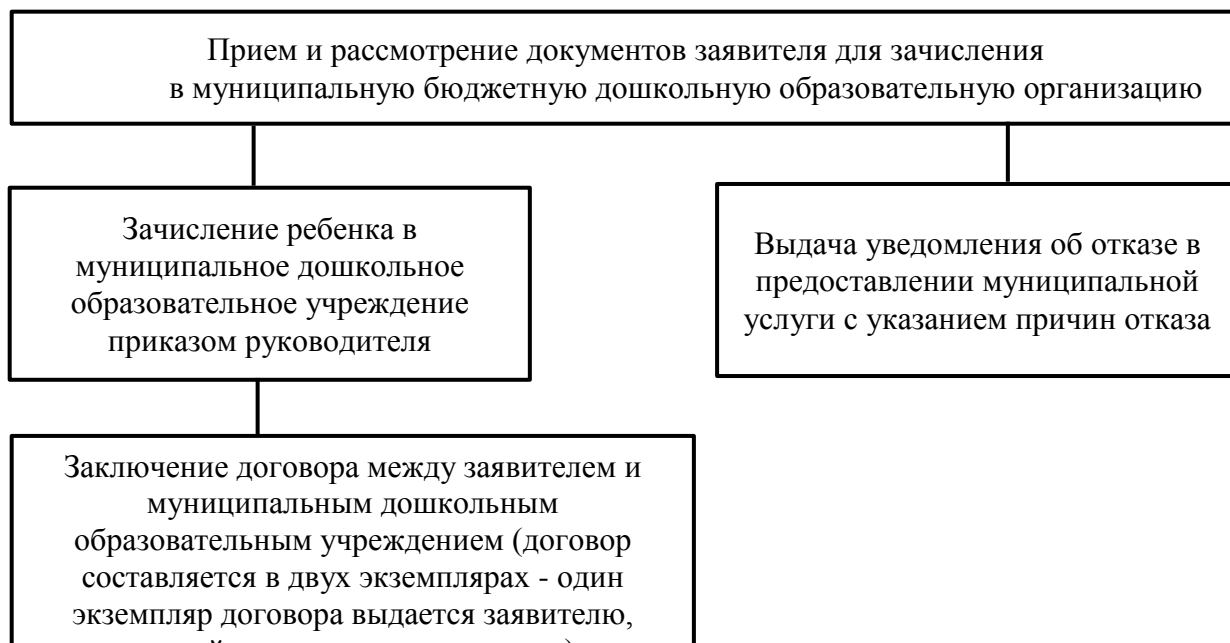 Прием и рассмотрение документов заявителя для зачисления
в муниципальную бюджетную дошкольную образовательную организацию
Зачисление ребенка в
муниципальное дошкольное
образовательное учреждение
приказом руководителя
Выдача уведомления об отказе в
предоставлении муниципальной
услуги с указанием причин отказа
Заключение договора между заявителем и
муниципальным дошкольным
образовательным учреждением (договор
составляется в двух экземплярах - один
экземпляр договора выдается заявителю,